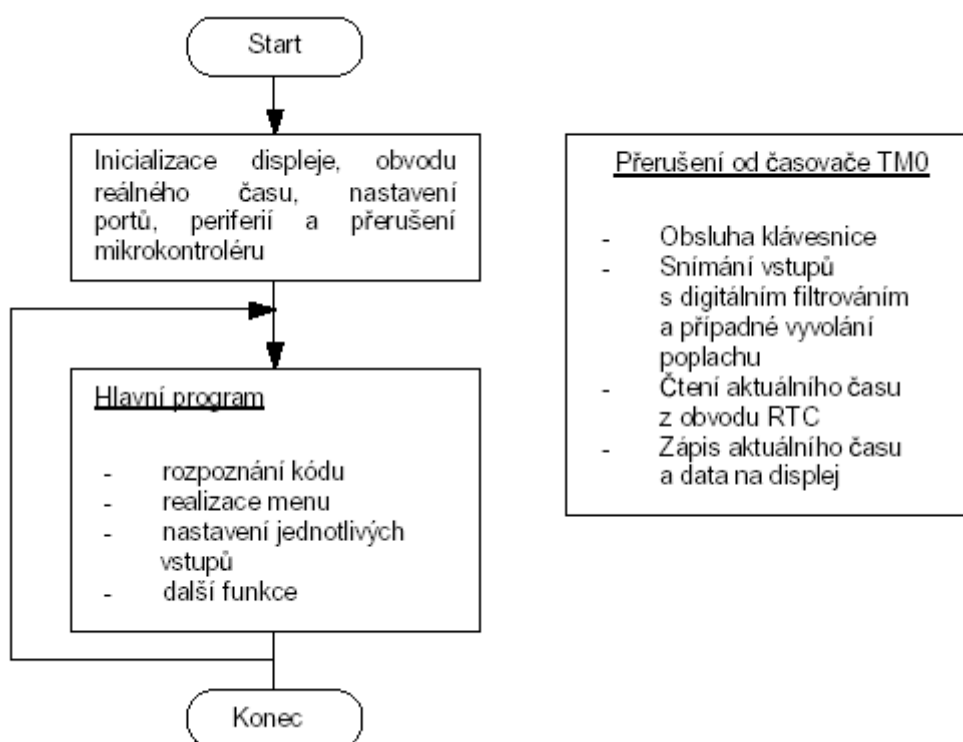 Start
Inicializace displeje, obvodu
reálného času, nastavení
portů, periferií a přerušení
mikrokontroléru
Hlavní program
- rozpoznání kódu
- realizace menu
- nastavení jednotlivých
vstupů
- další funkce
Konec
Přerušení od časovače TM0
- Obsluha klávesnice
- Snímání vstupů
s digitálním filtrováním
a případné vyvolání
poplachu
- Čtení aktuálního času
z obvodu RTC
- Zápis aktuálního času
a data na displej